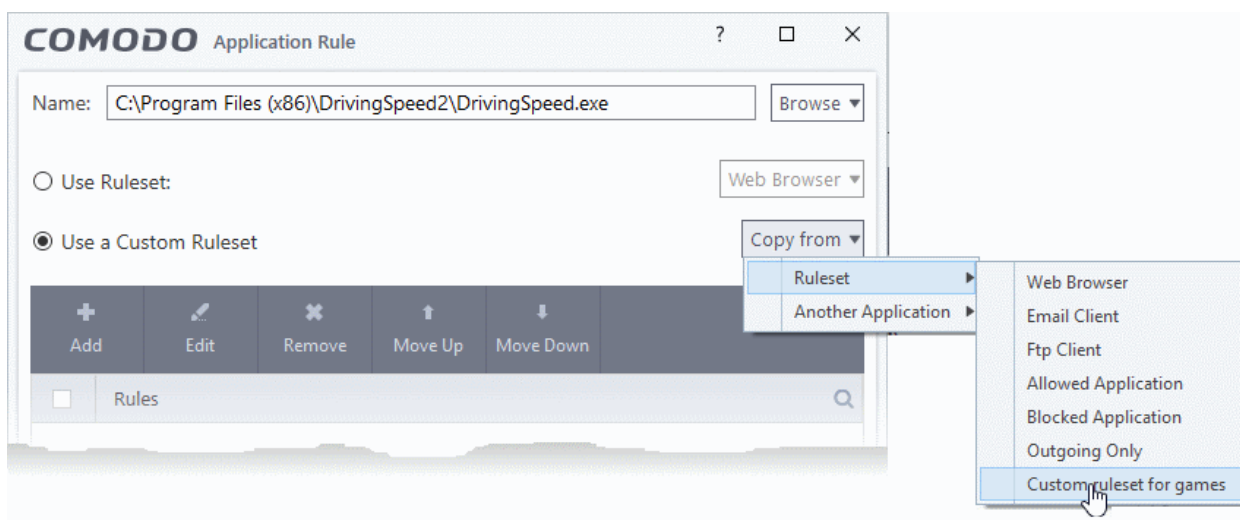 COMODO Application Rule ?
Name: C:\Program Files (x86)\DrivingSpeed2\DrivingSpeed.exe Browse
Use Ruleset: Web Browser
Use a Custom Ruleset Copy from
Ruleset
Another Application
Web Browser
Email Client
Ftp Client
Allowed Application
Blocked Application
Outgoing Only
Custom ruleset for games
Add Edit Remove Move Up Move Down
Rules